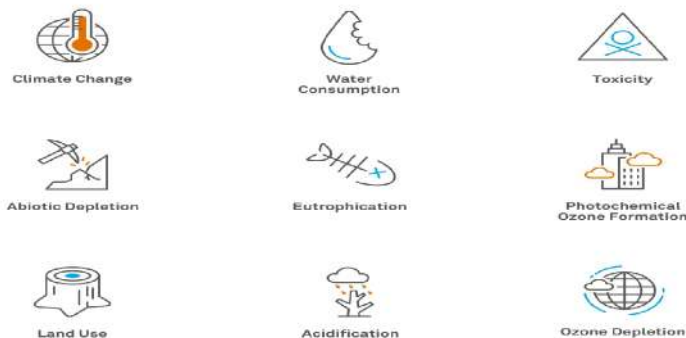 Climate Change
Water
Consumption
Toxicity
Abiotic Depletion
Eutrophication
Photochemical
Ozone Formation
Land Use
Acidification
Ozone Depletion